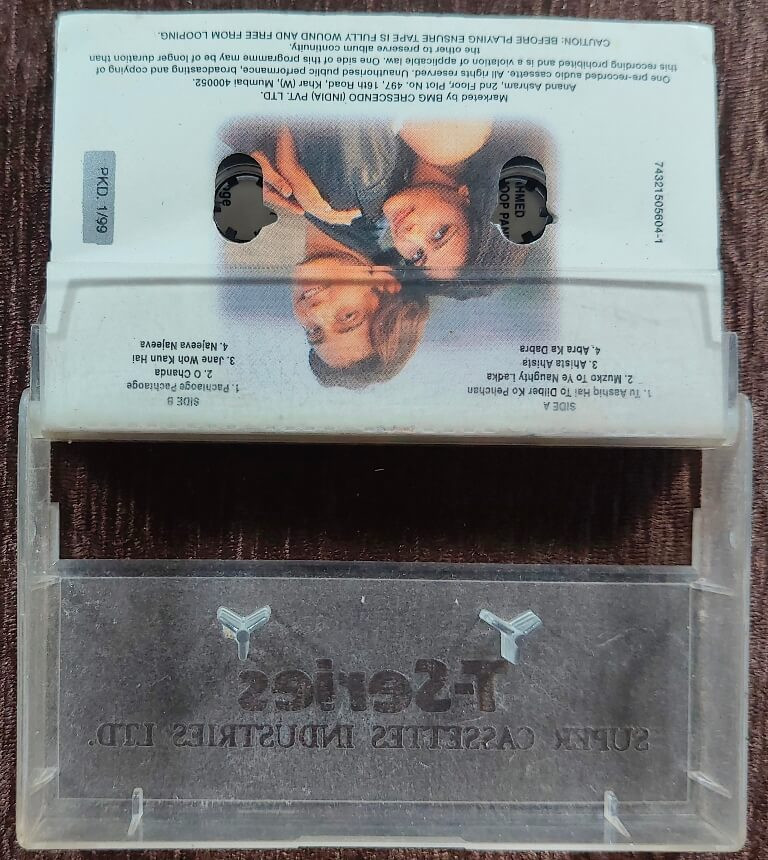 SIDE A
1. Tu Aashiq Hai To Dilber Ko Pehchan
2. Muzko To Ye Naughty Ladka
3. Ahista Ahista
4. Abra Ka Dabra
SIDE B
1. Pachtaoge Pachtaoge
2. O Chanda
3. Jane Woh Kaun Hai
4. Najeeva Najeeva
74321505604-1
PKD. 1/99
Marketed by BMG CRESCENDO (INDIA) PVT. LTD.
Anand Ashram, 2nd Floor, Plot No. 497, 16th Road, Khar (W), Mumbai 400052.
One pre-recorded audio cassette. All rights reserved. Unauthorised public performance, broadcasting and copying of
this recording prohibited and is a violation of applicable law. One side of this programme may be of longer duration than
the other to preserve album continuity.
CAUTION: BEFORE PLAYING ENSURE TAPE IS FULLY WOUND AND FREE FROM LOOPING.
T-Series
SUPER CASSETTES INDUSTRIES LTD.